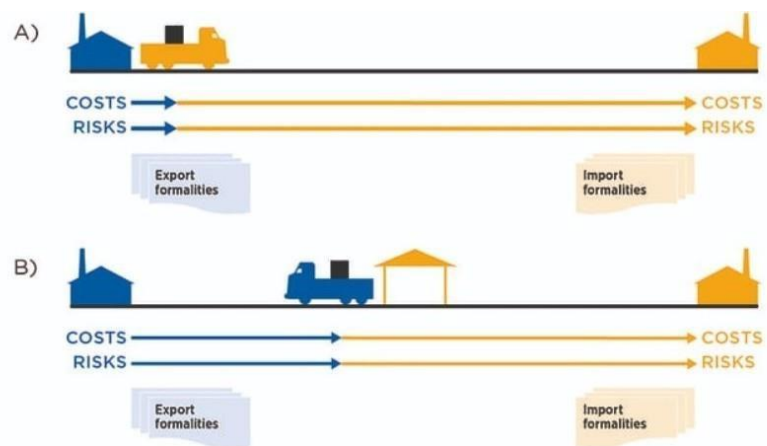 A)
COSTS COSTS
RISKS RISKS
Export Import
formalities formalities
B)
COSTS COSTS
RISKS RISKS
Export Import
formalities formalities